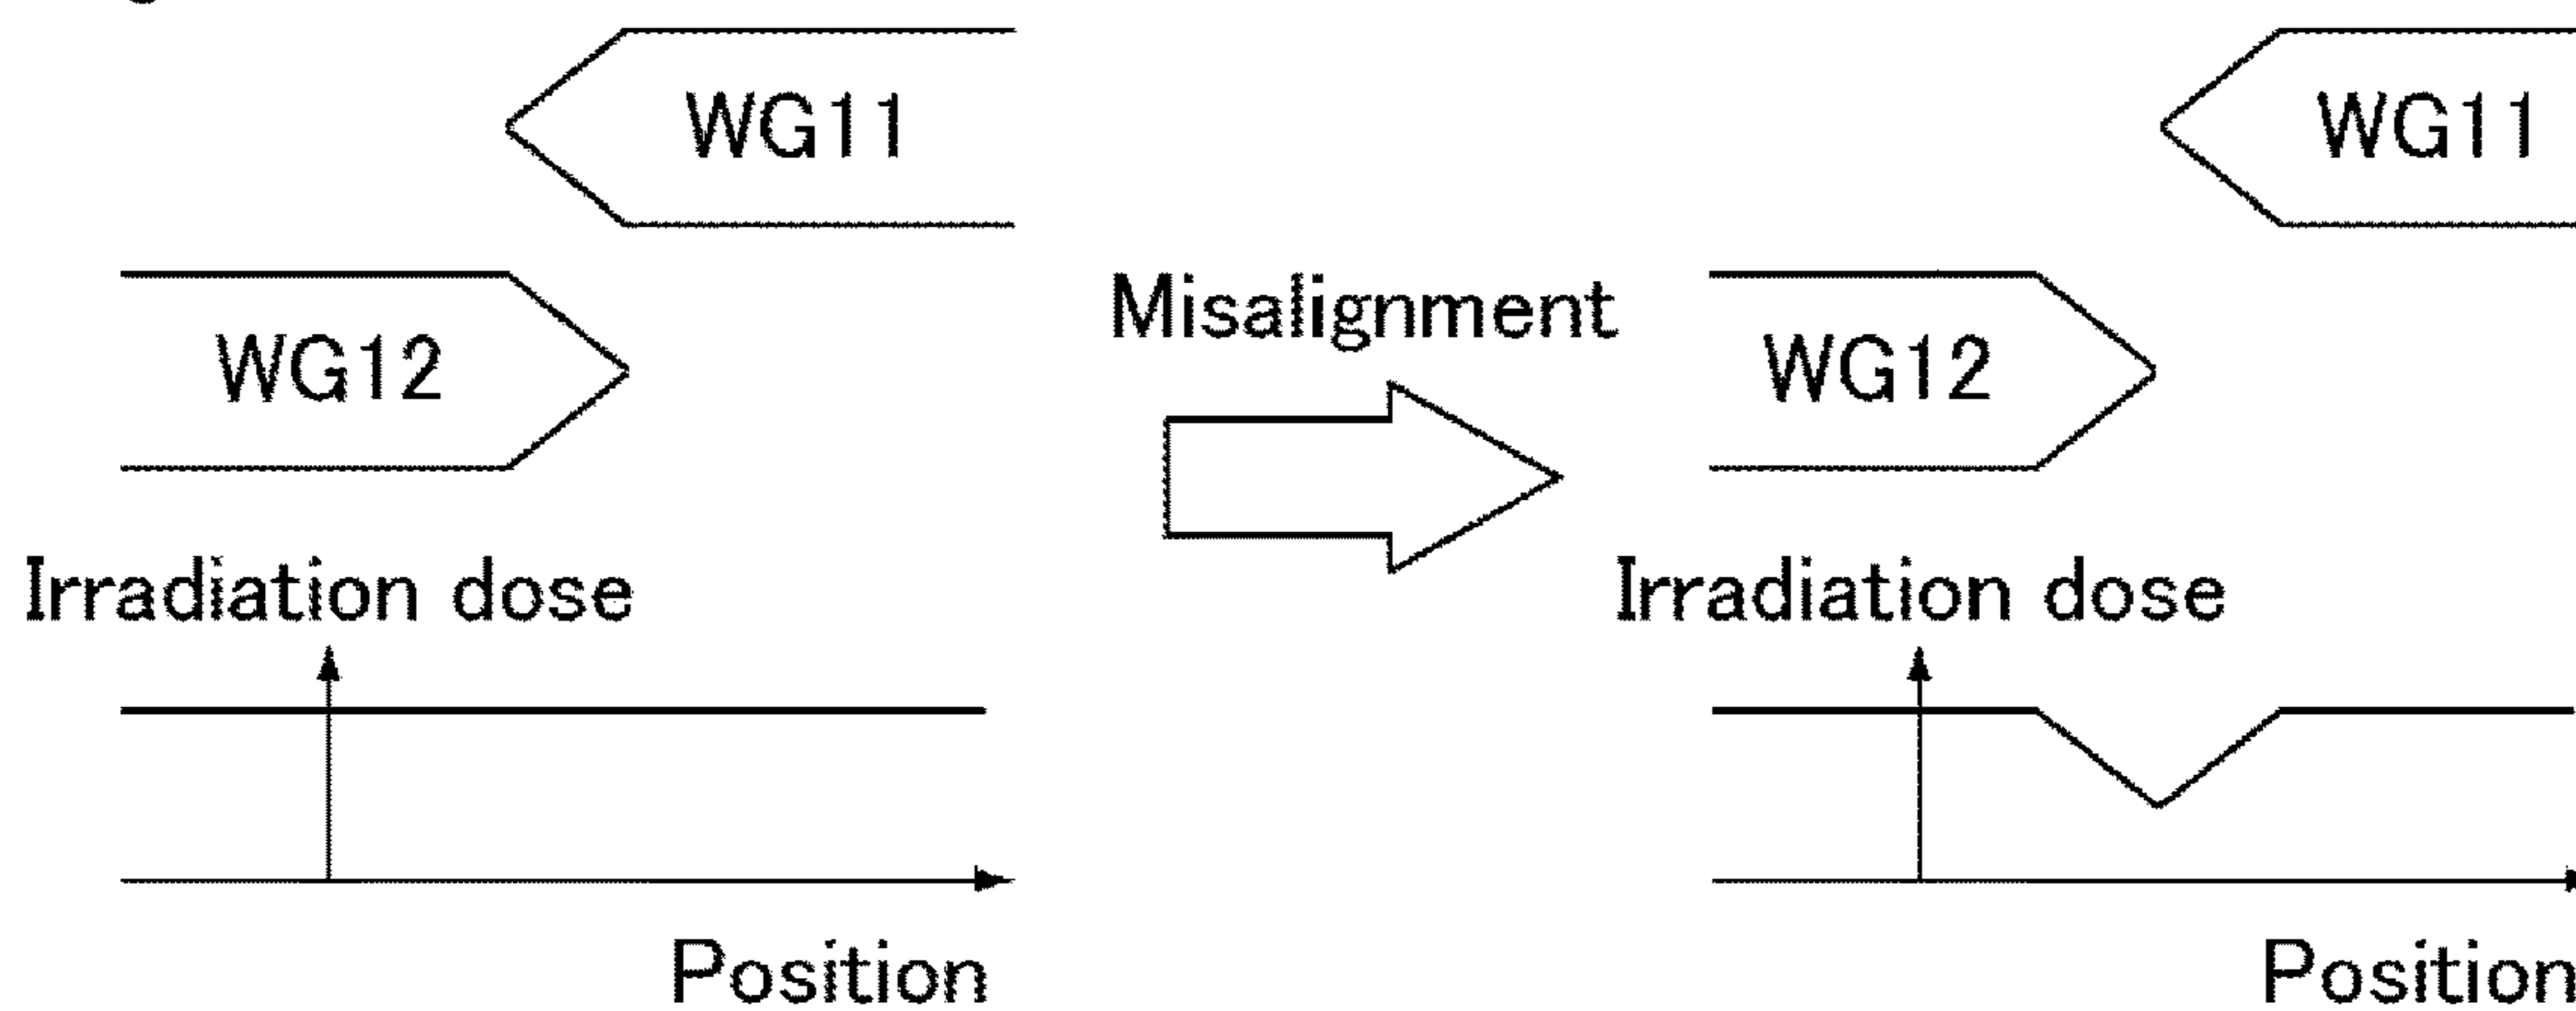 WG11
WG12
Irradiation dose
Position
Misalignment
WG11
WG12
Irradiation dose
Position